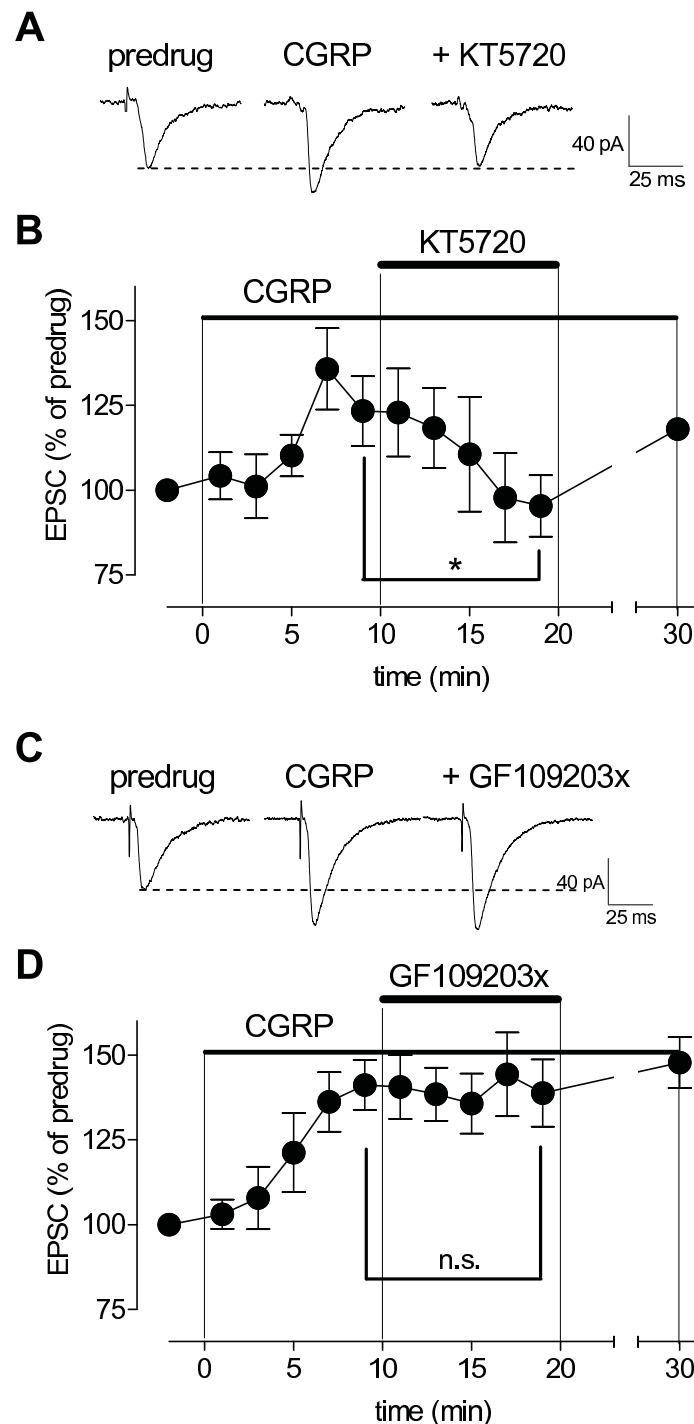 A
predrug CGRP + KT5720
40 pA
25 ms
B
KT5720
CGRP
EPSC (% of predrug)
150
125
100
75
*
0 5 10 15 20 30
time (min)
C
predrug CGRP + GF109203x
40 pA
25 ms
D
GF109203x
CGRP
EPSC (% of predrug)
150
125
100
75
n.s.
0 5 10 15 20 30
time (min)